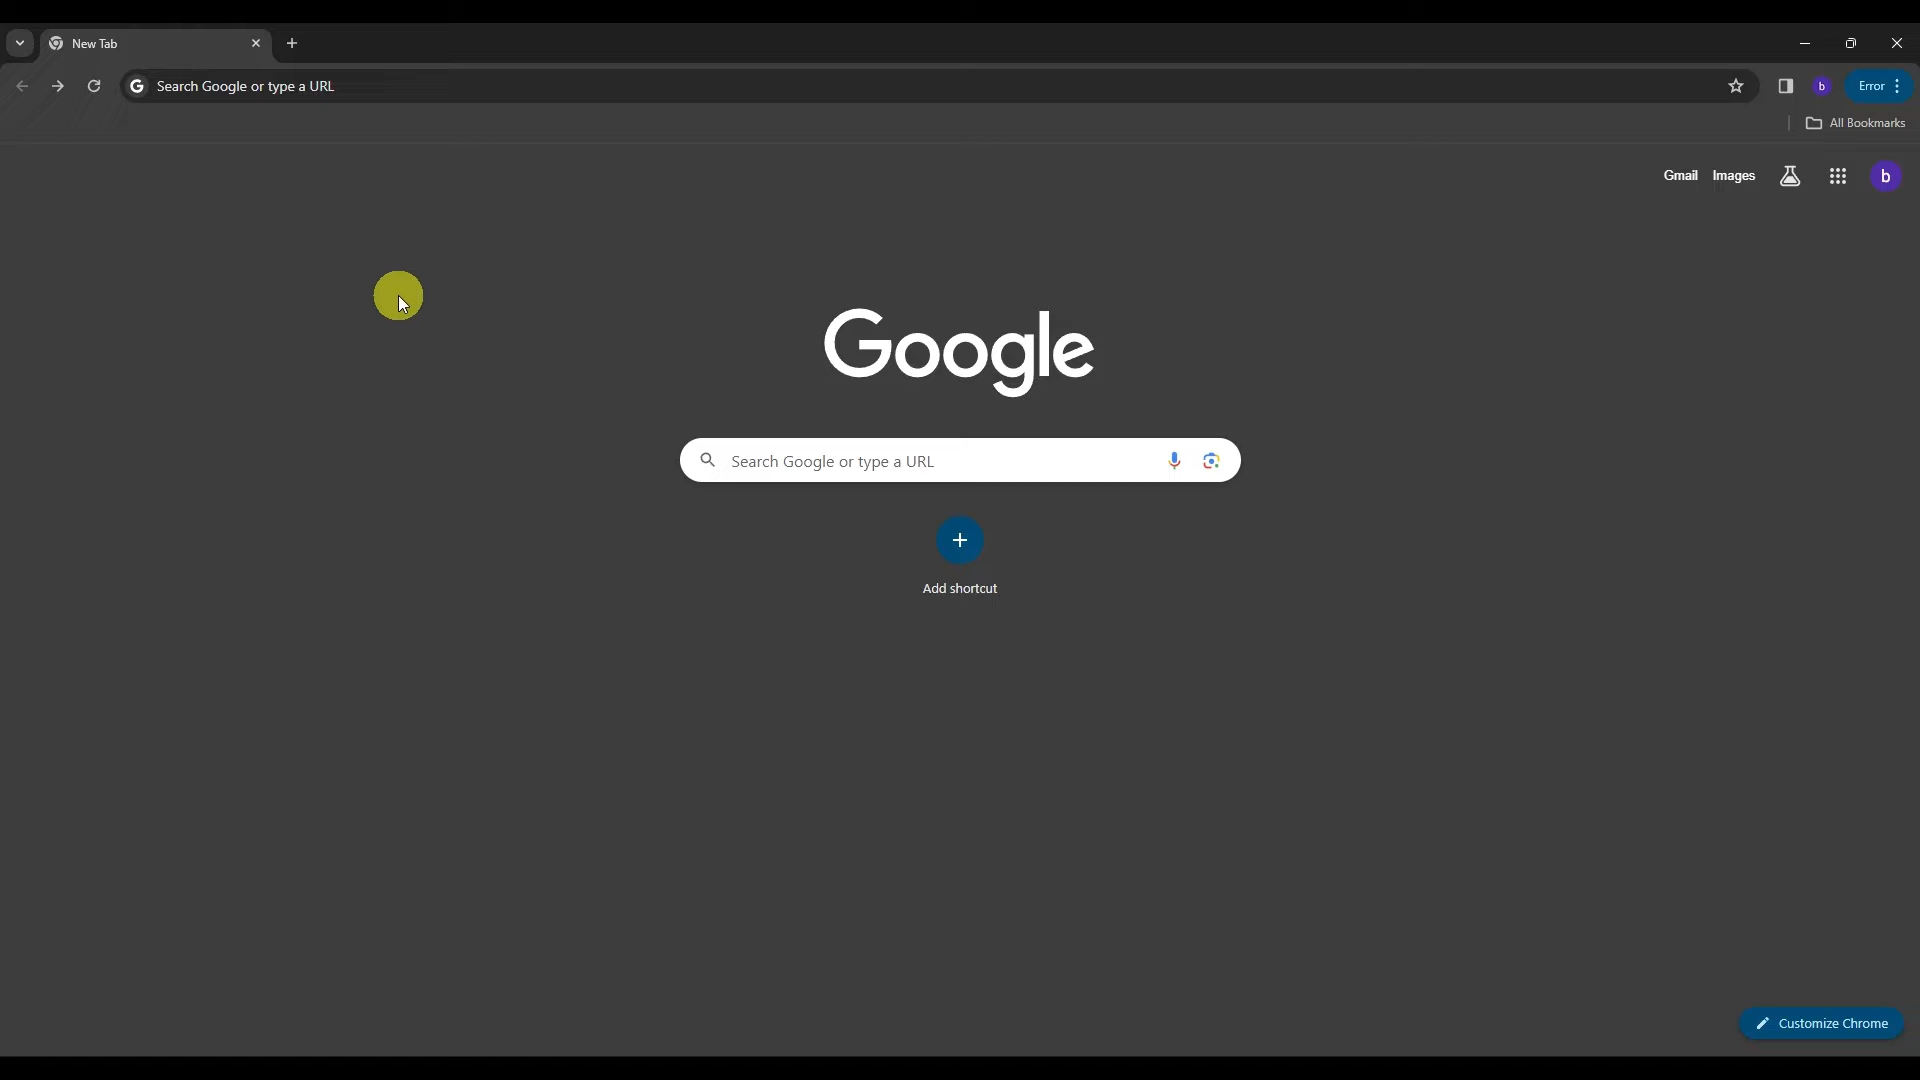 New Tab
Search Google or type a URL
Error
All Bookmarks
Gmail Images
b
Google
Search Google or type a URL
Add shortcut
Customize Chrome